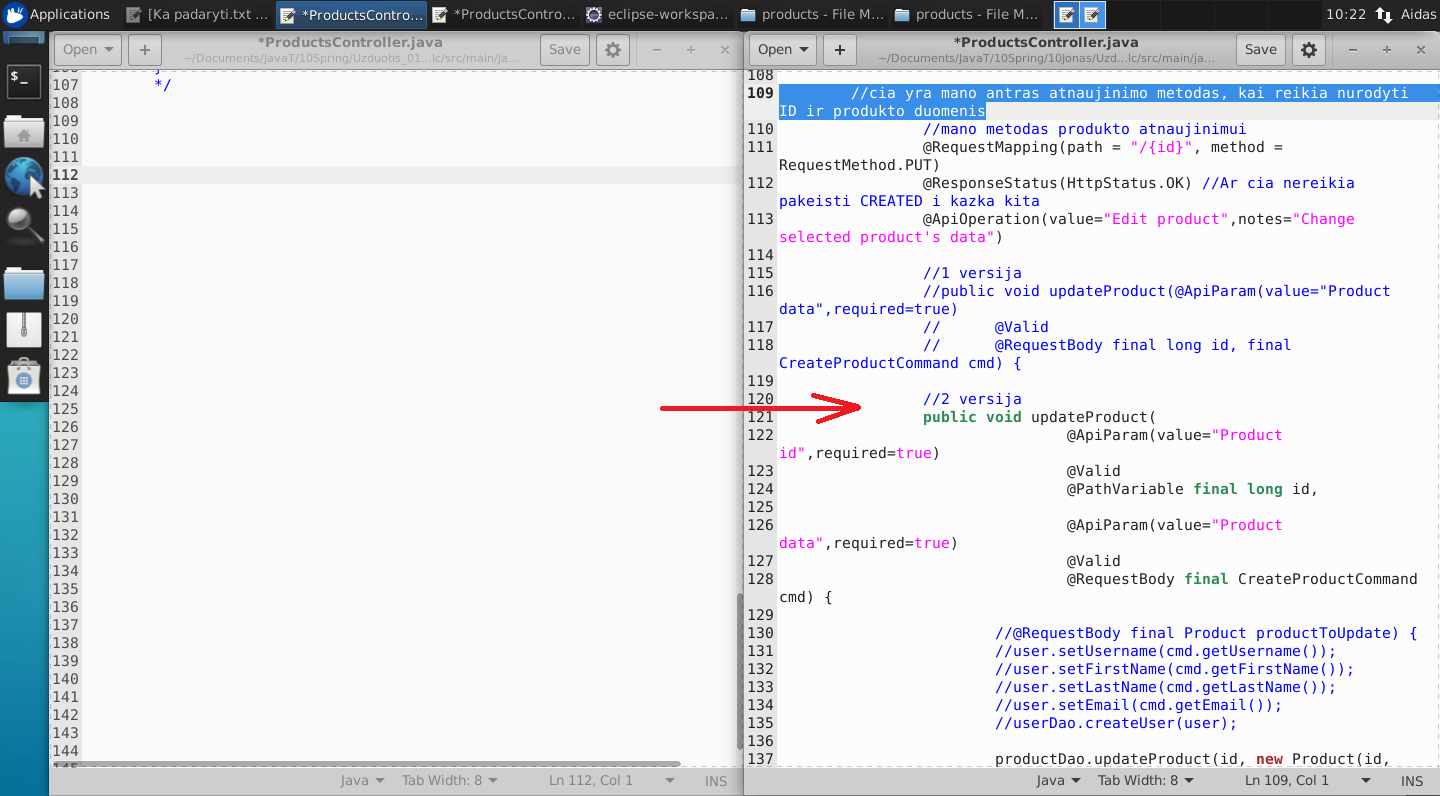 Applications
[Ka padaryti.txt ...
*ProductsContro...
*ProductsContro...
eclipse-workspa...
products - File M...
products - File M...
10:22
Aidas
Open
+
*ProductsController.java
~/Documents/JavaT/10Spring/Uzduotis_01...lc/src/main/ja...
Save
107 */
108
109
110
111
112
113
114
115
116
117
118
119
120
121
122
123
124
125
126
127
128
129
130
131
132
133
134
135
136
137
138
139
140
141
142
143
144
Java
Tab Width: 8
Ln 112, Col 1
INS
Open
+
*ProductsController.java
~/Documents/JavaT/10Spring/10Jonas/Uzd...lc/src/main/ja...
Save
108
109 //cia yra mano antras atnaujinimo metodas, kai reikia nurodyti
ID ir produkto duomenis
110 //mano metodas produkto atnaujinimui
111 @RequestMapping(path = "/{id}", method =
RequestMethod.PUT)
112 @ResponseStatus(HttpStatus.OK) //Ar cia nereikia
pakeisti CREATED i kazka kita
113 @ApiOperation(value="Edit product",notes="Change
selected product's data")
114
115 //1 versija
116 //public void updateProduct(@ApiParam(value="Product
data",required=true)
117 // @Valid
118 // @RequestBody final long id, final
CreateProductCommand cmd) {
119
120 //2 versija
121 public void updateProduct(
122 @ApiParam(value="Product
id",required=true)
123 @Valid
124 @PathVariable final long id,
125
126 @ApiParam(value="Product
data",required=true)
127 @Valid
128 @RequestBody final CreateProductCommand
cmd) {
129
130 //@RequestBody final Product productToUpdate) {
131 //user.setUsername(cmd.getUsername());
132 //user.setFirstName(cmd.getFirstName());
133 //user.setLastName(cmd.getLastName());
134 //user.setEmail(cmd.getEmail());
135 //userDao.createUser(user);
136
137 productDao.updateProduct(id, new Product(id,
Java
Tab Width: 8
Ln 109, Col 1
INS